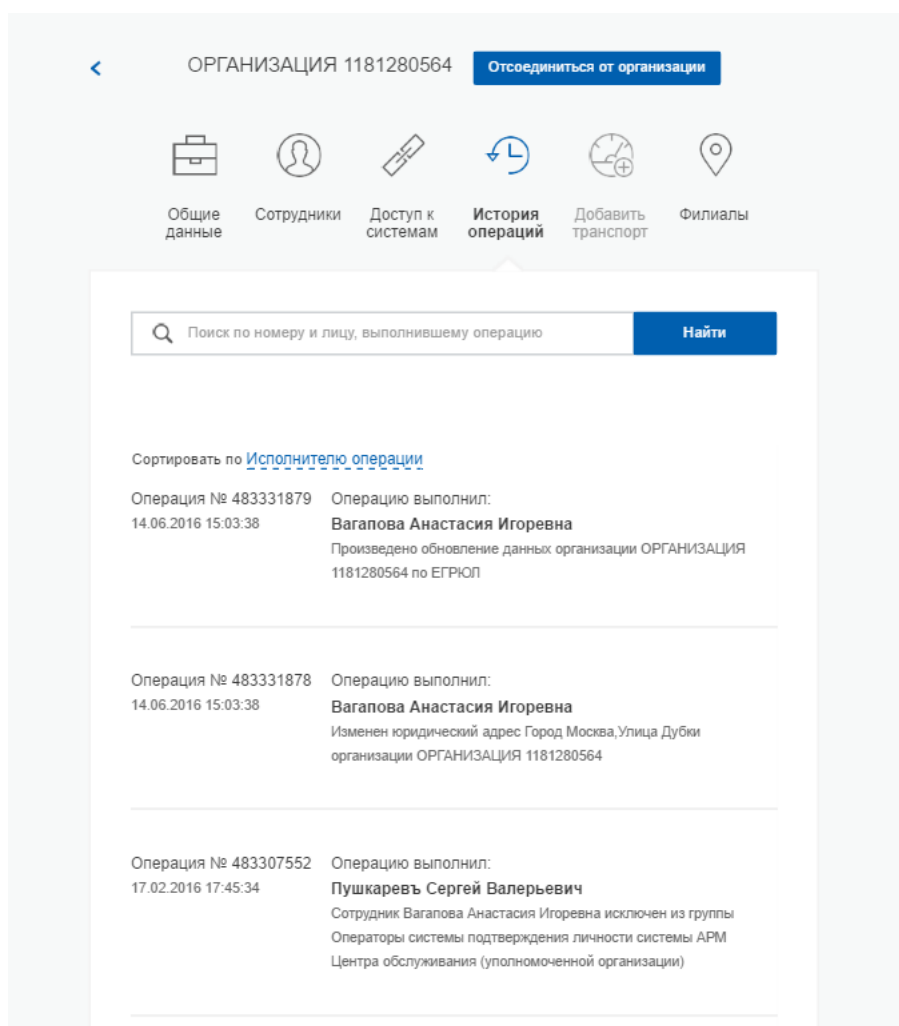 ОРГАНИЗАЦИЯ 1181280564
Отсоединиться от организации
Общие данные
Сотрудники
Доступ к системам
История операций
Добавить транспорт
Филиалы
Поиск по номеру и лицу, выполнившему операцию
Найти
Сортировать по Исполнителю операции
Операция № 483331879
14.06.2016 15:03:38
Операцию выполнил:
Вагапова Анастасия Игоревна
Произведено обновление данных организации ОРГАНИЗАЦИЯ
1181280564 по ЕГРЮЛ
Операция № 483331878
14.06.2016 15:03:38
Операцию выполнил:
Вагапова Анастасия Игоревна
Изменен юридический адрес Город Москва,Улица Дубки
организации ОРГАНИЗАЦИЯ 1181280564
Операция № 483307552
17.02.2016 17:45:34
Операцию выполнил:
Пушкаревъ Сергей Валерьевич
Сотрудник Вагапова Анастасия Игоревна исключен из группы
Операторы системы подтверждения личности системы АРМ
Центра обслуживания (уполномоченной организации)